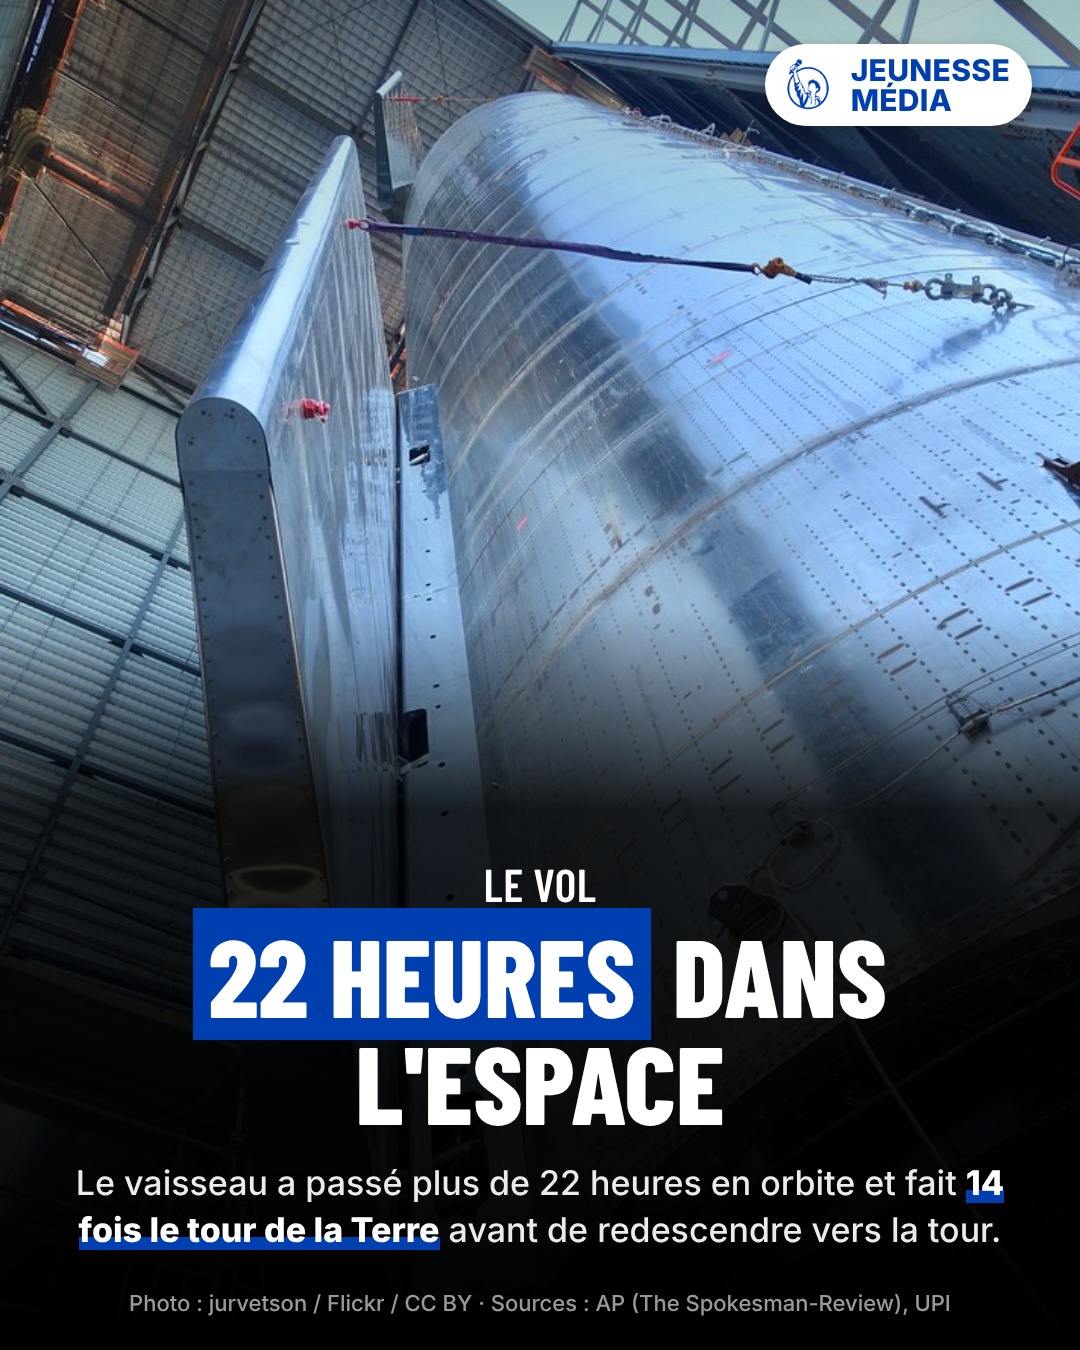 JEUNESSE
MÉDIA
LE VOL
22 HEURES DANS
L'ESPACE
Le vaisseau a passé plus de 22 heures en orbite et fait 14
fois le tour de la Terre avant de redescendre vers la tour.
Photo : jurvetson / Flickr / CC BY · Sources : AP (The Spokesman-Review), UPI